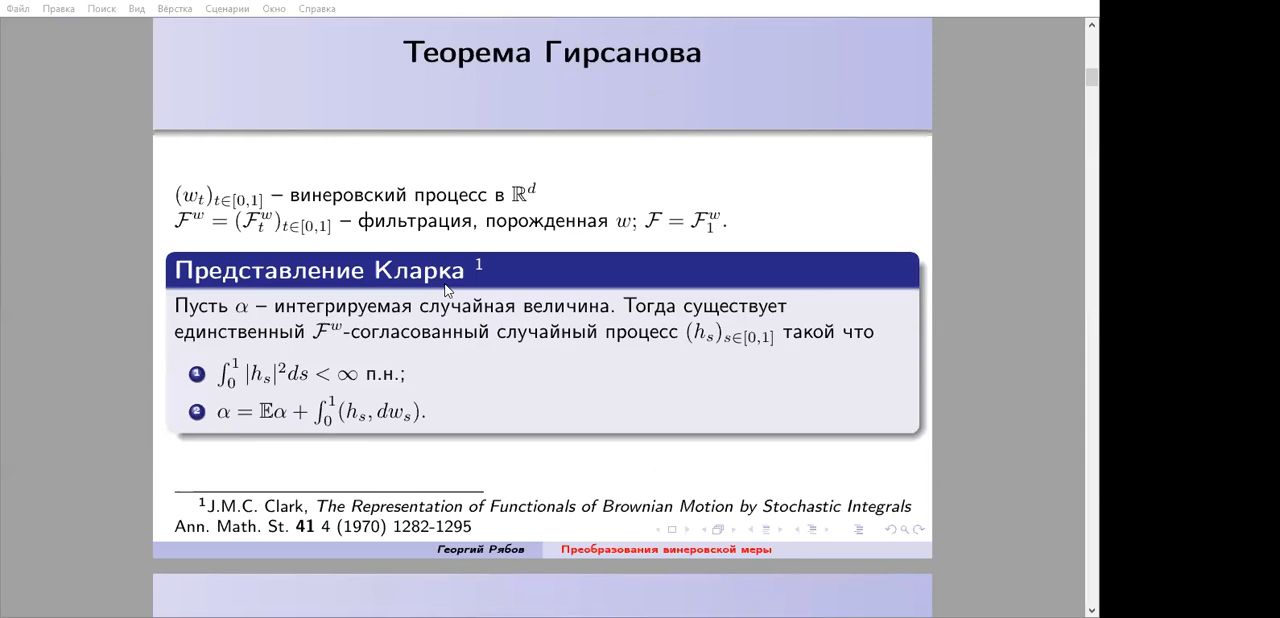 Файл Правка Поиск Вид Вёрстка Сценарии Окно Справка
Теорема Гирсанова
(w_t)_{t∈[0,1]} – винеровский процесс в ℝ^d
ℱ^w = (ℱ_t^w)_{t∈[0,1]} – фильтрация, порожденная w; ℱ = ℱ_1^w.
Представление Кларка ¹
Пусть α – интегрируемая случайная величина. Тогда существует
единственный ℱ^w-согласованный случайный процесс (h_s)_{s∈[0,1]} такой что
1 ∫_0^1 |h_s|^2 ds < ∞ п.н.;
2 α = 𝔼α + ∫_0^1 (h_s, dw_s).
¹J.M.C. Clark, The Representation of Functionals of Brownian Motion by Stochastic Integrals
Ann. Math. St. 41 4 (1970) 1282-1295
Георгий Рябов Преобразования винеровской меры